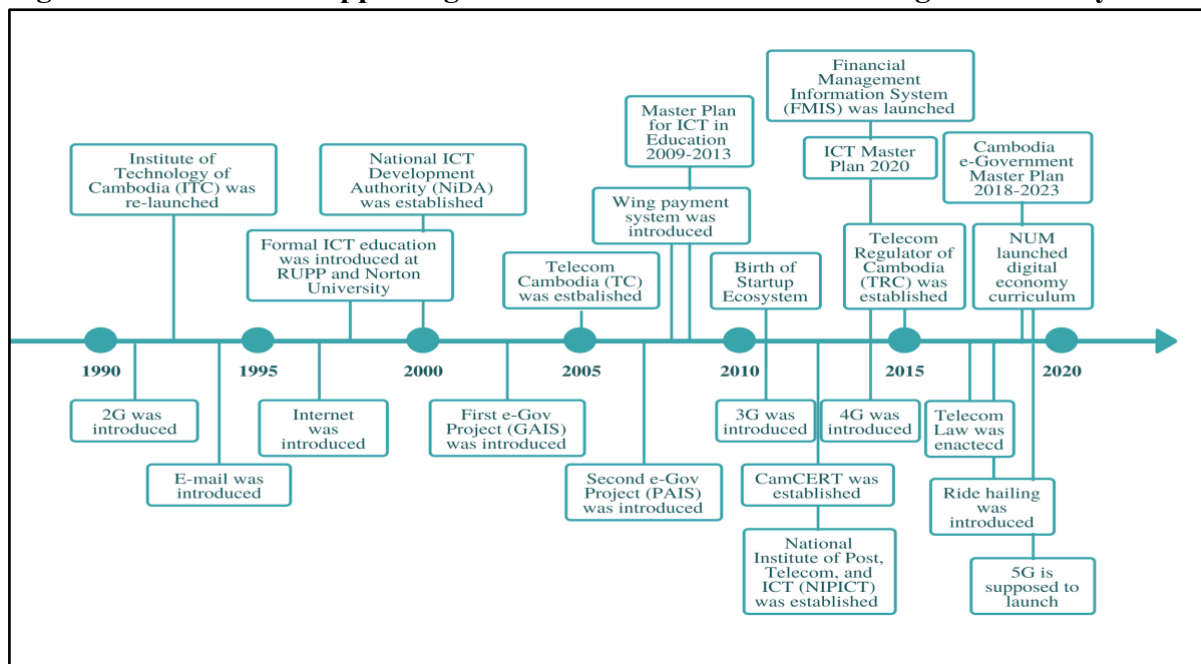 Financial
Management
Information System
(FMIS) was launched
Master Plan
for ICT in
Education
2009-2013
Institute of
Technology of
Cambodia (ITC) was
re-launched
National ICT
Development
Authority (NiDA)
was established
ICT Master
Plan 2020
Cambodia
e-Government
Master Plan
2018-2023
Wing payment
system was
introduced
Formal ICT education
was introduced at
RUPP and Norton
University
Telecom
Cambodia (TC)
was estbalished
Birth of
Startup
Ecosystem
Telecom
Regulator of
Cambodia
(TRC) was
established
NUM
launched
digital
economy
curriculum
1990
1995
2000
2005
2010
2015
2020
2G was
introduced
Internet
was
introduced
First e-Gov
Project (GAIS)
was introduced
3G was
introduced
4G was
introduced
Telecom
Law was
enactecd
E-mail was
introduced
Second e-Gov
Project (PAIS)
was introduced
CamCERT was
established
Ride hailing
was
introduced
National
Institute of Post,
Telecom, and
ICT (NIPICT)
was established
5G is
supposed to
launch